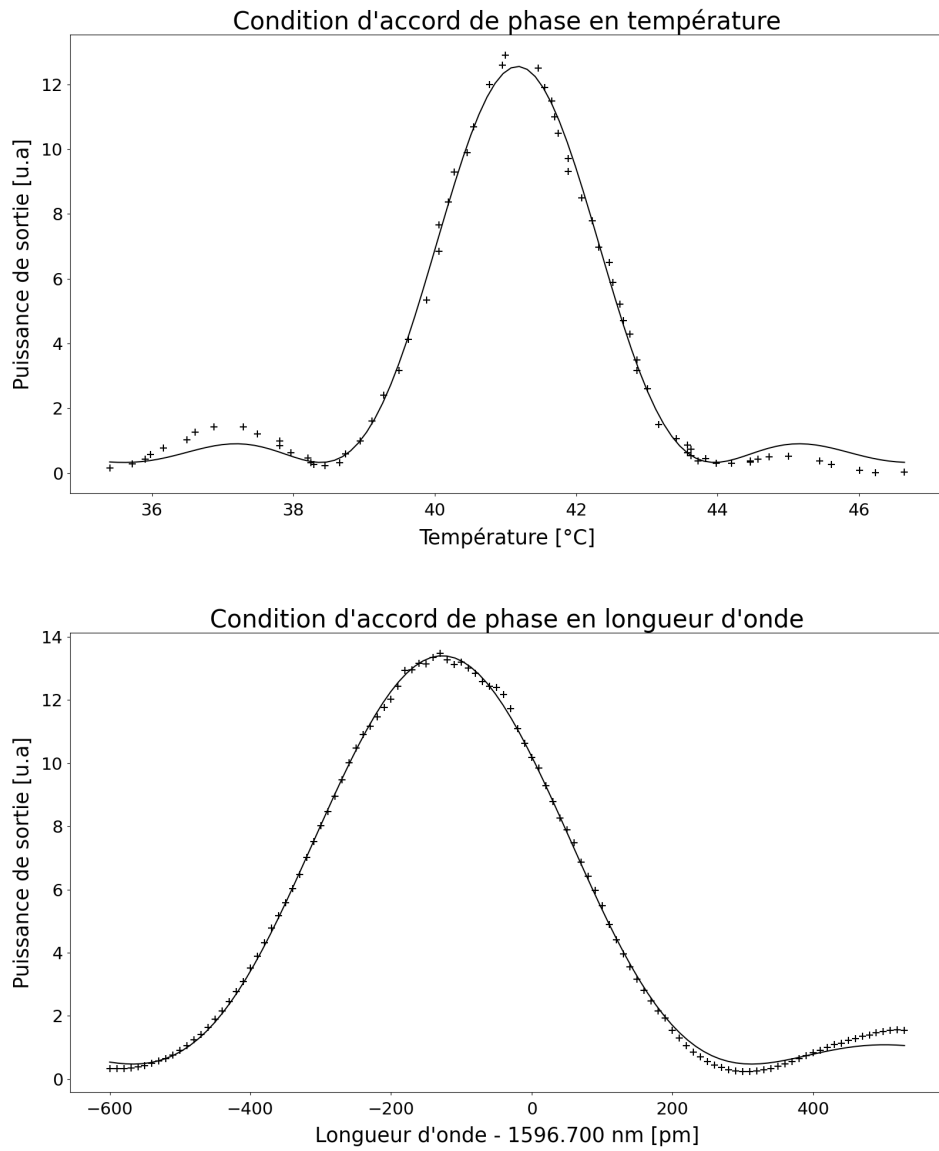 Condition d'accord de phase en température
12
10
8
6
4
2
0
Puissance de sortie [u.a]
36 38 40 42 44 46
Température [°C]
Condition d'accord de phase en longueur d'onde
14
12
10
8
6
4
2
0
Puissance de sortie [u.a]
−600 −400 −200 0 200 400
Longueur d'onde - 1596.700 nm [pm]